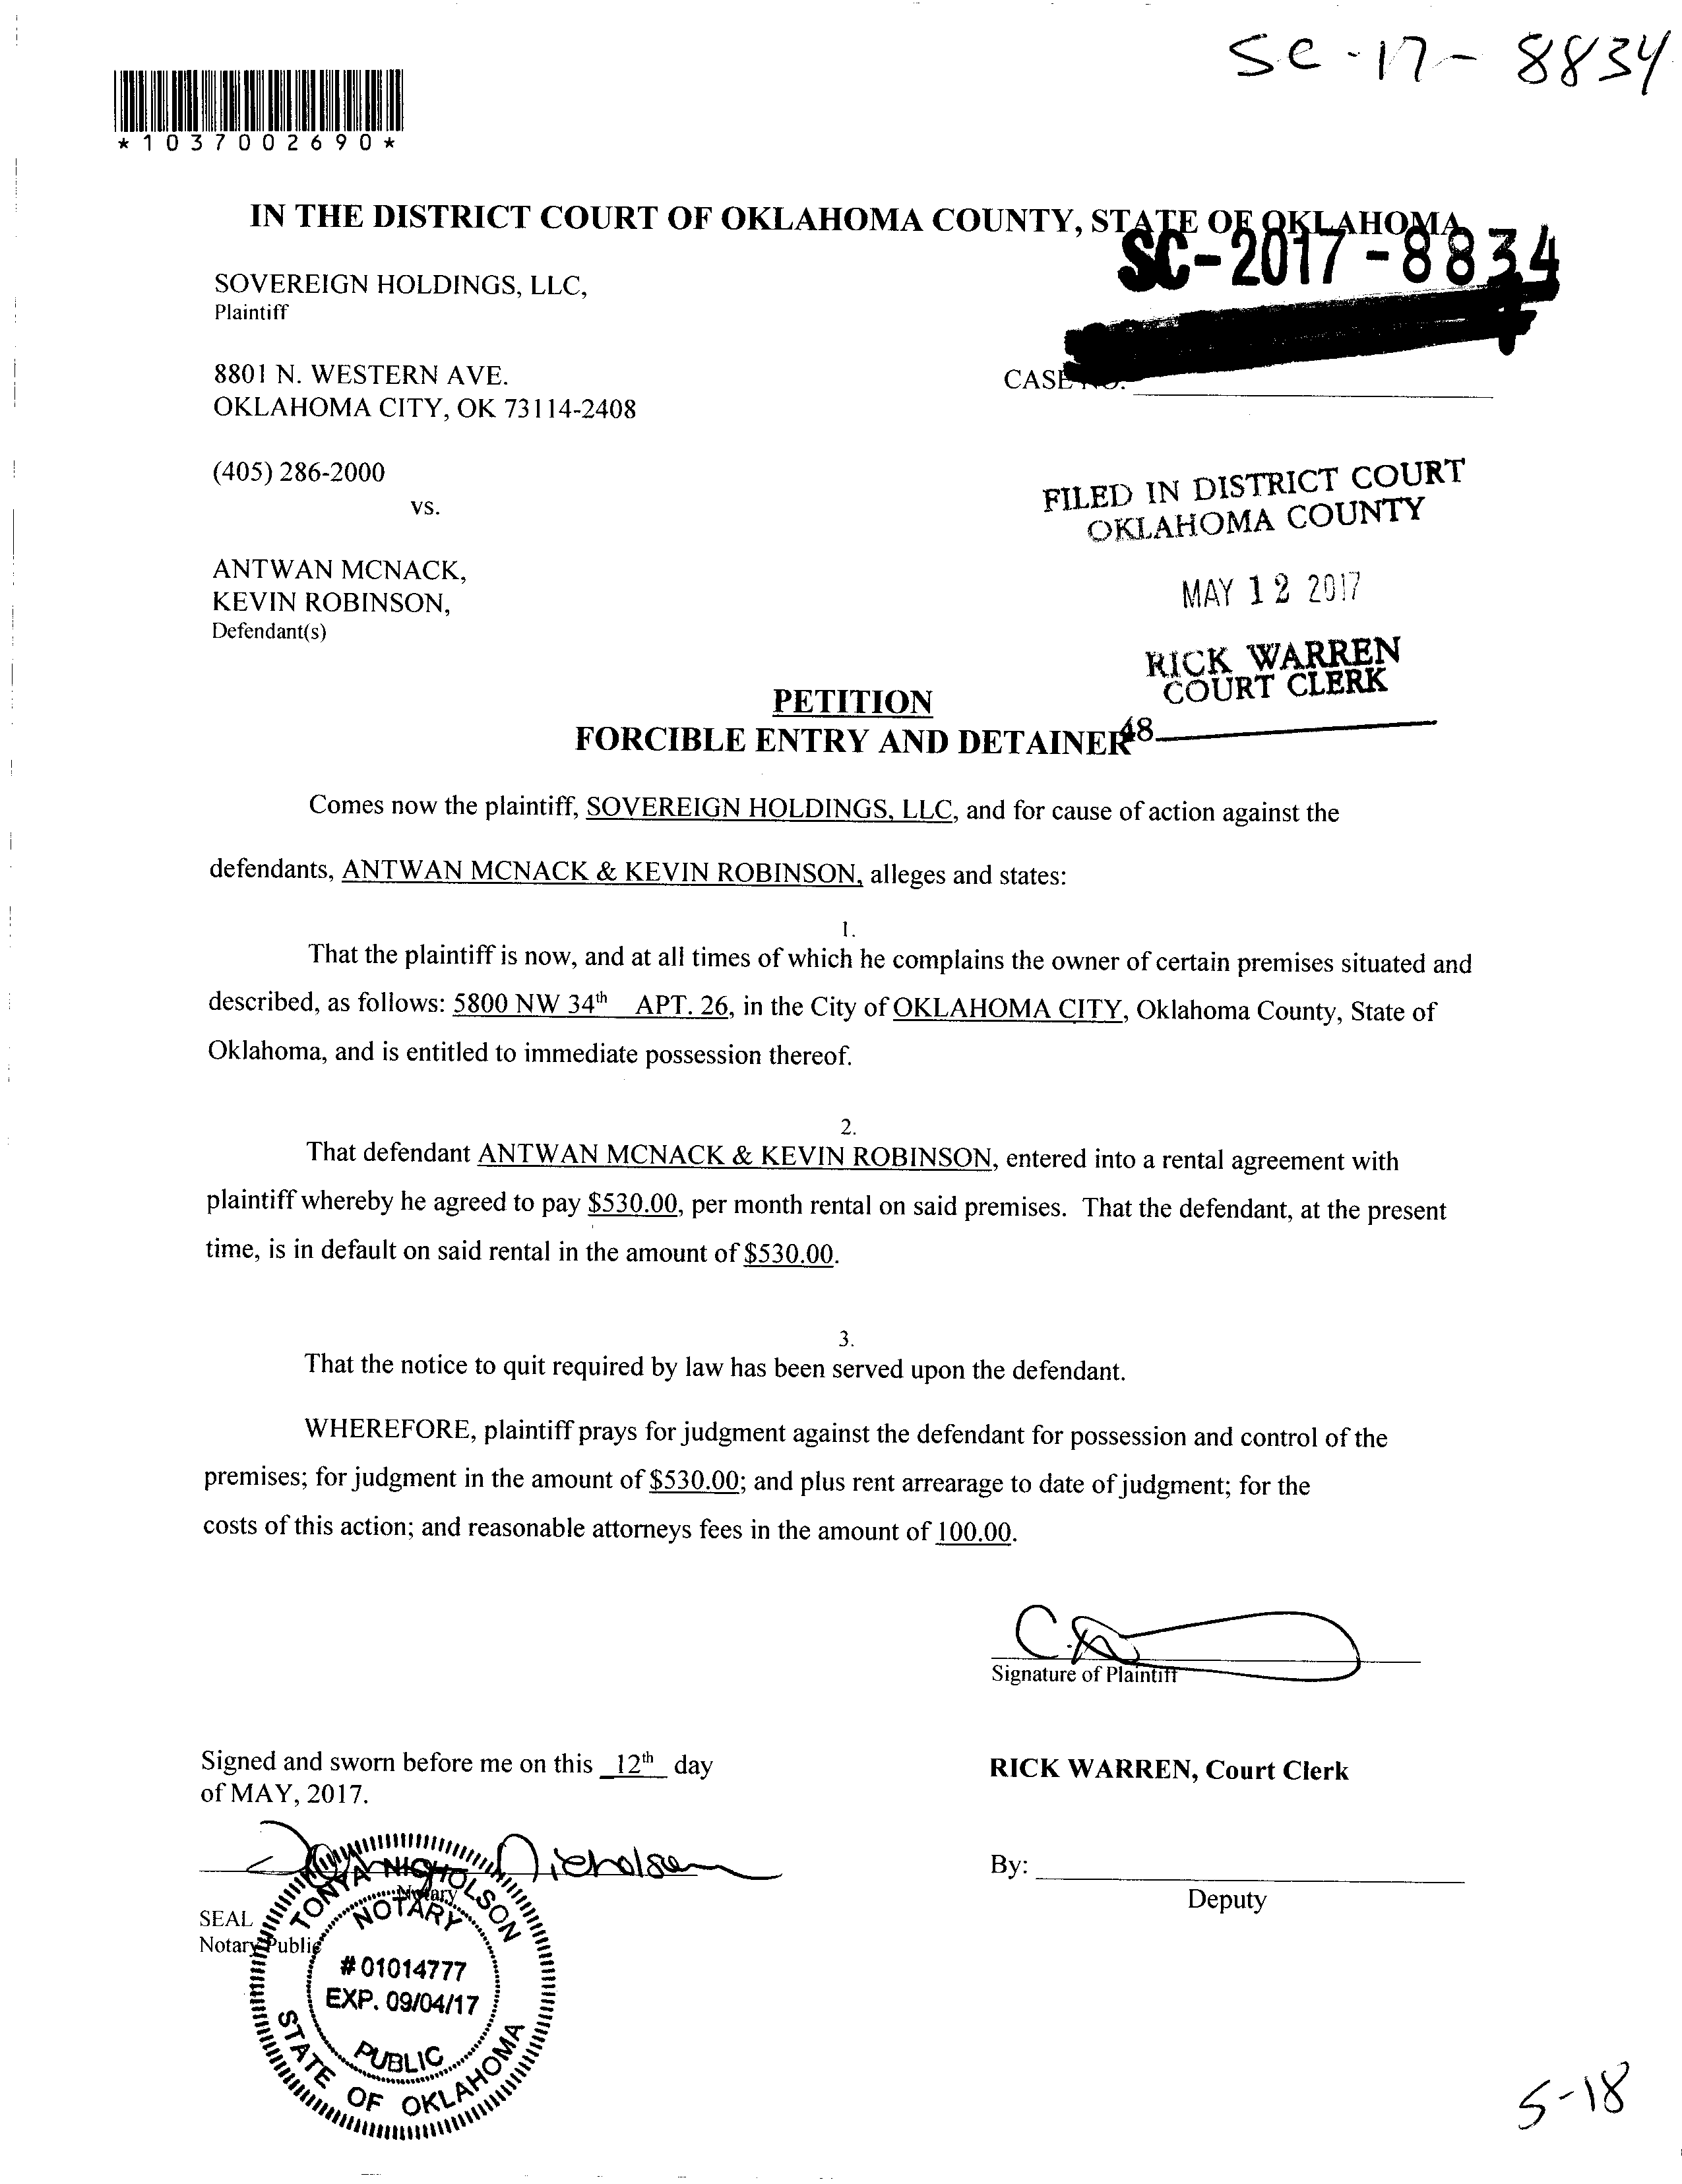 SC-17-8834
*1037002690*
IN THE DISTRICT COURT OF OKLAHOMA COUNTY, STATE OF OKLAHOMA
SC-2017-8834
SOVEREIGN HOLDINGS, LLC,
Plaintiff
8801 N. WESTERN AVE.
CASE NO.
OKLAHOMA CITY, OK 73114-2408
(405) 286-2000
vs.
FILED IN DISTRICT COURT
OKLAHOMA COUNTY
ANTWAN MCNACK,
KEVIN ROBINSON,
Defendant(s)
MAY 12 2017
RICK WARREN
COURT CLERK
48
PETITION
FORCIBLE ENTRY AND DETAINER
Comes now the plaintiff, SOVEREIGN HOLDINGS, LLC, and for cause of action against the
defendants, ANTWAN MCNACK & KEVIN ROBINSON, alleges and states:
1.
That the plaintiff is now, and at all times of which he complains the owner of certain premises situated and
described, as follows: 5800 NW 34th APT. 26, in the City of OKLAHOMA CITY, Oklahoma County, State of
Oklahoma, and is entitled to immediate possession thereof.
2.
That defendant ANTWAN MCNACK & KEVIN ROBINSON, entered into a rental agreement with
plaintiff whereby he agreed to pay $530.00, per month rental on said premises. That the defendant, at the present
time, is in default on said rental in the amount of $530.00.
3.
That the notice to quit required by law has been served upon the defendant.
WHEREFORE, plaintiff prays for judgment against the defendant for possession and control of the
premises; for judgment in the amount of $530.00; and plus rent arrearage to date of judgment; for the
costs of this action; and reasonable attorneys fees in the amount of 100.00.
Signature of Plaintiff
Signed and sworn before me on this 12th day
of MAY, 2017.
RICK WARREN, Court Clerk
Nicholson
Notary
By:
Deputy
SEAL
Notary Public
TONYA NICHOLSON
NOTARY
# 01014777
EXP. 09/04/17
PUBLIC
STATE OF OKLAHOMA
5-18